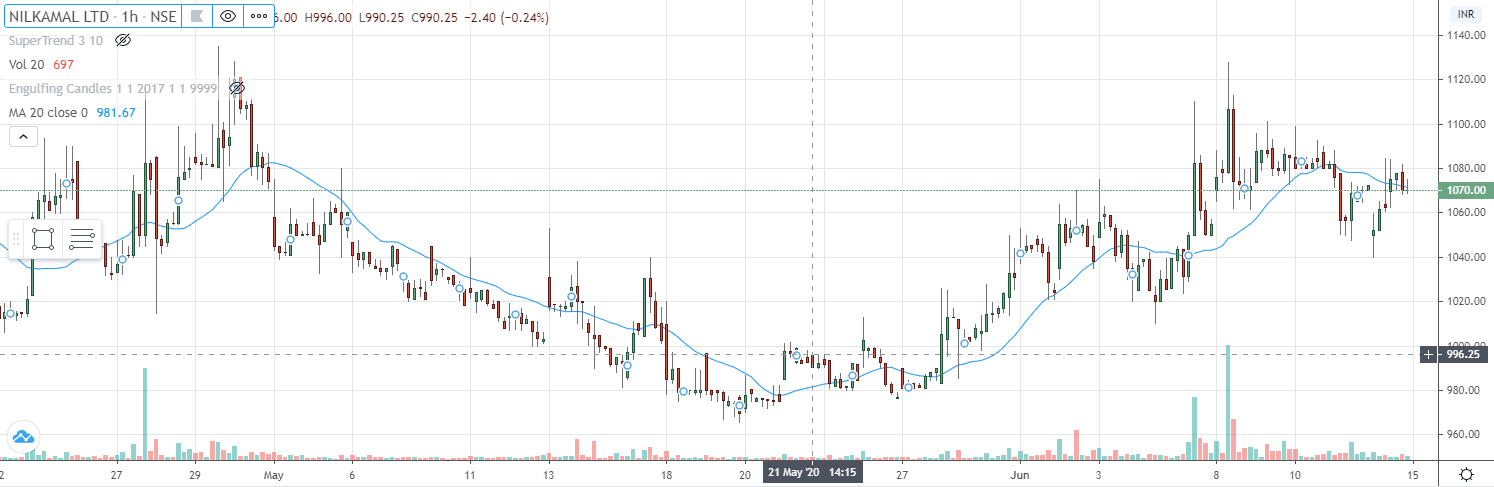 NILKAMAL LTD · 1h · NSE 6.00 H996.00 L990.25 C990.25 −2.40 (−0.24%)
INR
SuperTrend 3 10
Vol 20 697
Engulfing Candles 1 1 2017 1 1 9999
MA 20 close 0 981.67
1140.00
1120.00
1100.00
1080.00
1070.00
1060.00
1040.00
1020.00
1000.00
996.25
980.00
960.00
2 27 29 May 6 11 13 18 20 21 May '20 14:15 27 Jun 3 8 10 15